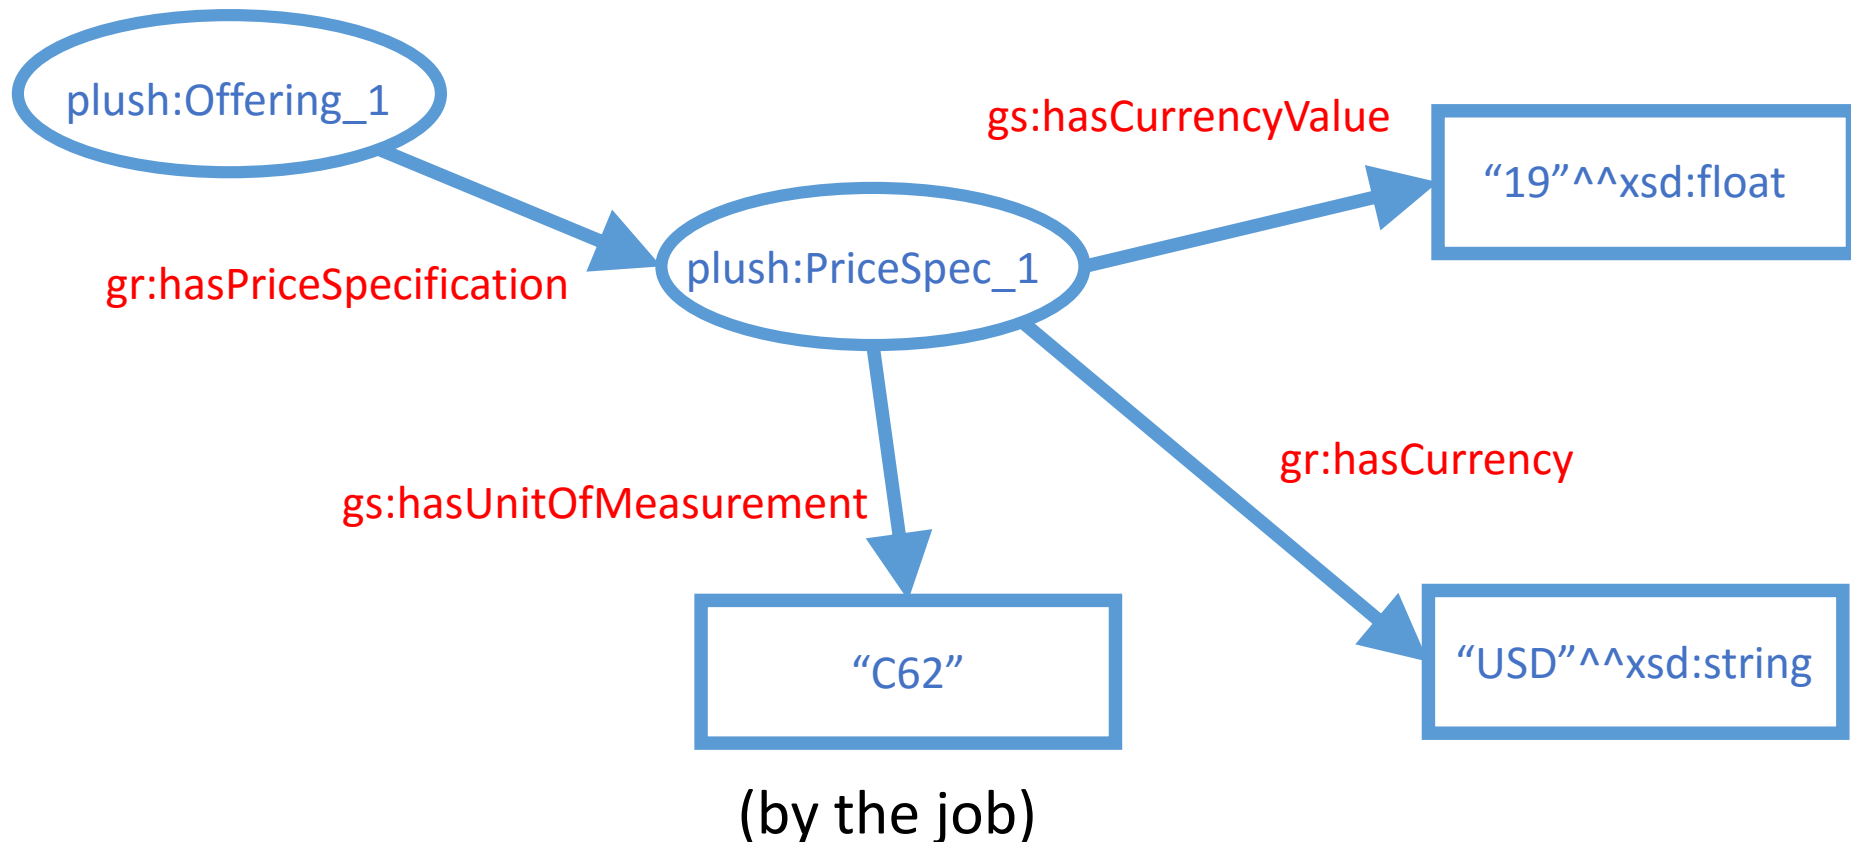 plush:Offering_1
gr:hasPriceSpecification
plush:PriceSpec_1
gs:hasCurrencyValue
“19”^^xsd:float
gs:hasUnitOfMeasurement
“C62”
(by the job)
gr:hasCurrency
“USD”^^xsd:string